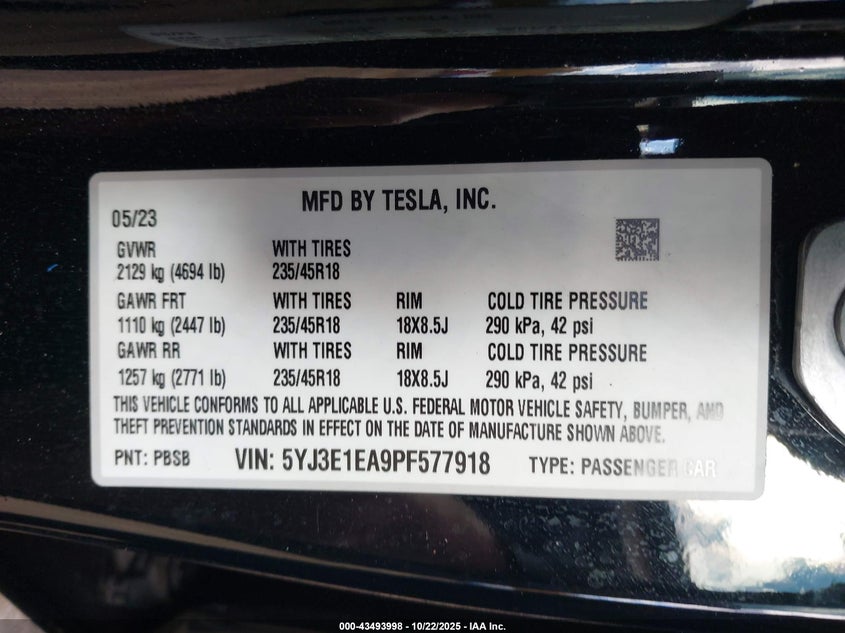 MFD BY TESLA, INC.
05/23
GVWR WITH TIRES
2129 kg (4694 lb) 235/45R18
GAWR FRT WITH TIRES RIM COLD TIRE PRESSURE
1110 kg (2447 lb) 235/45R18 18X8.5J 290 kPa, 42 psi
GAWR RR WITH TIRES RIM COLD TIRE PRESSURE
1257 kg (2771 lb) 235/45R18 18X8.5J 290 kPa, 42 psi
THIS VEHICLE CONFORMS TO ALL APPLICABLE U.S. FEDERAL MOTOR VEHICLE SAFETY, BUMPER, AND
THEFT PREVENTION STANDARDS IN EFFECT ON THE DATE OF MANUFACTURE SHOWN ABOVE.
PNT: PBSB VIN: 5YJ3E1EA9PF577918 TYPE: PASSENGER CAR
000-43493998 - 10/22/2025 - IAA Inc.